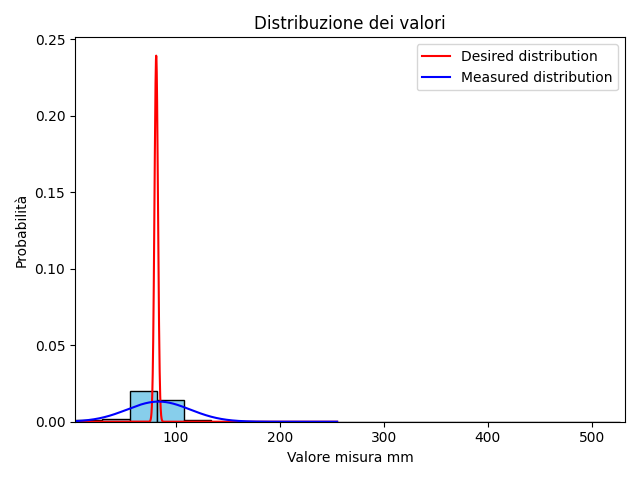 Distribuzione dei valori
Desired distribution
Measured distribution
Probabilità
0.25
0.20
0.15
0.10
0.05
0.00
100 200 300 400 500
Valore misura mm